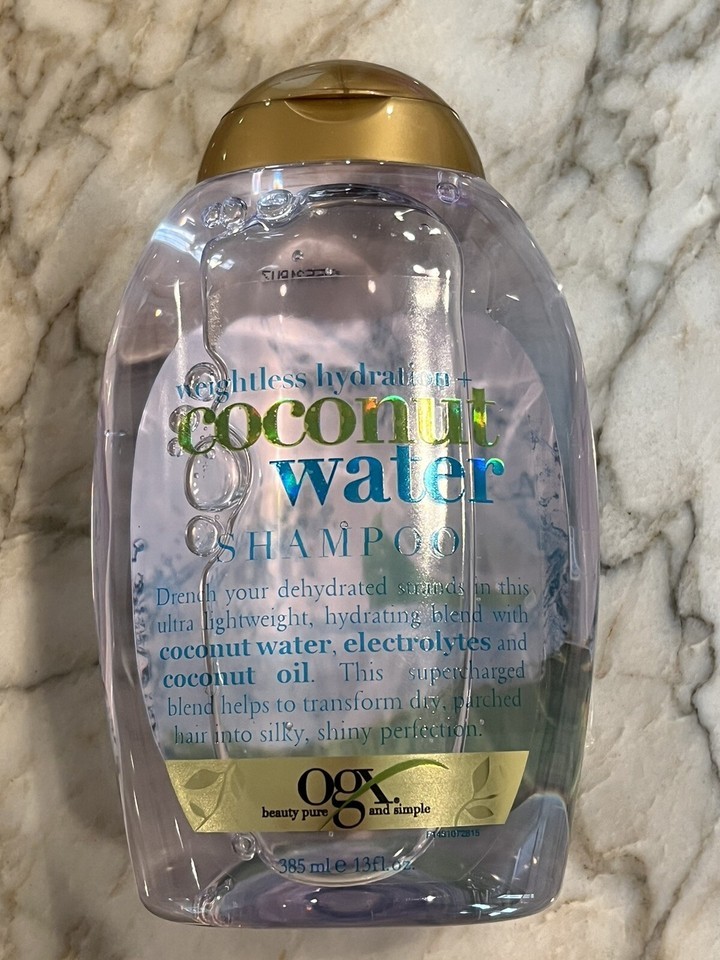 weightless hydration +
coconut
water
SHAMPOO
Drench your dehydrated strands in this
ultra lightweight, hydrating blend with
coconut water, electrolytes and
coconut oil. This supercharged
blend helps to transform dry, parched
hair into silky, shiny perfection.
ogx.
beauty pure and simple
385 ml e 13 fl. oz.